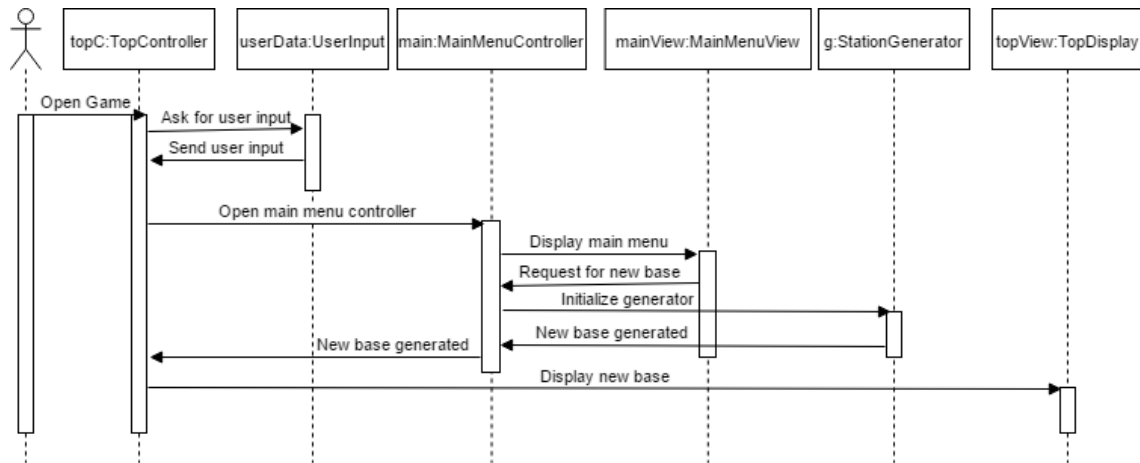 topC:TopController
userData:UserInput
main:MainMenuController
mainView:MainMenuView
g:StationGenerator
topView:TopDisplay
Open Game
Ask for user input
Send user input
Open main menu controller
Display main menu
Request for new base
Initialize generator
New base generated
New base generated
Display new base